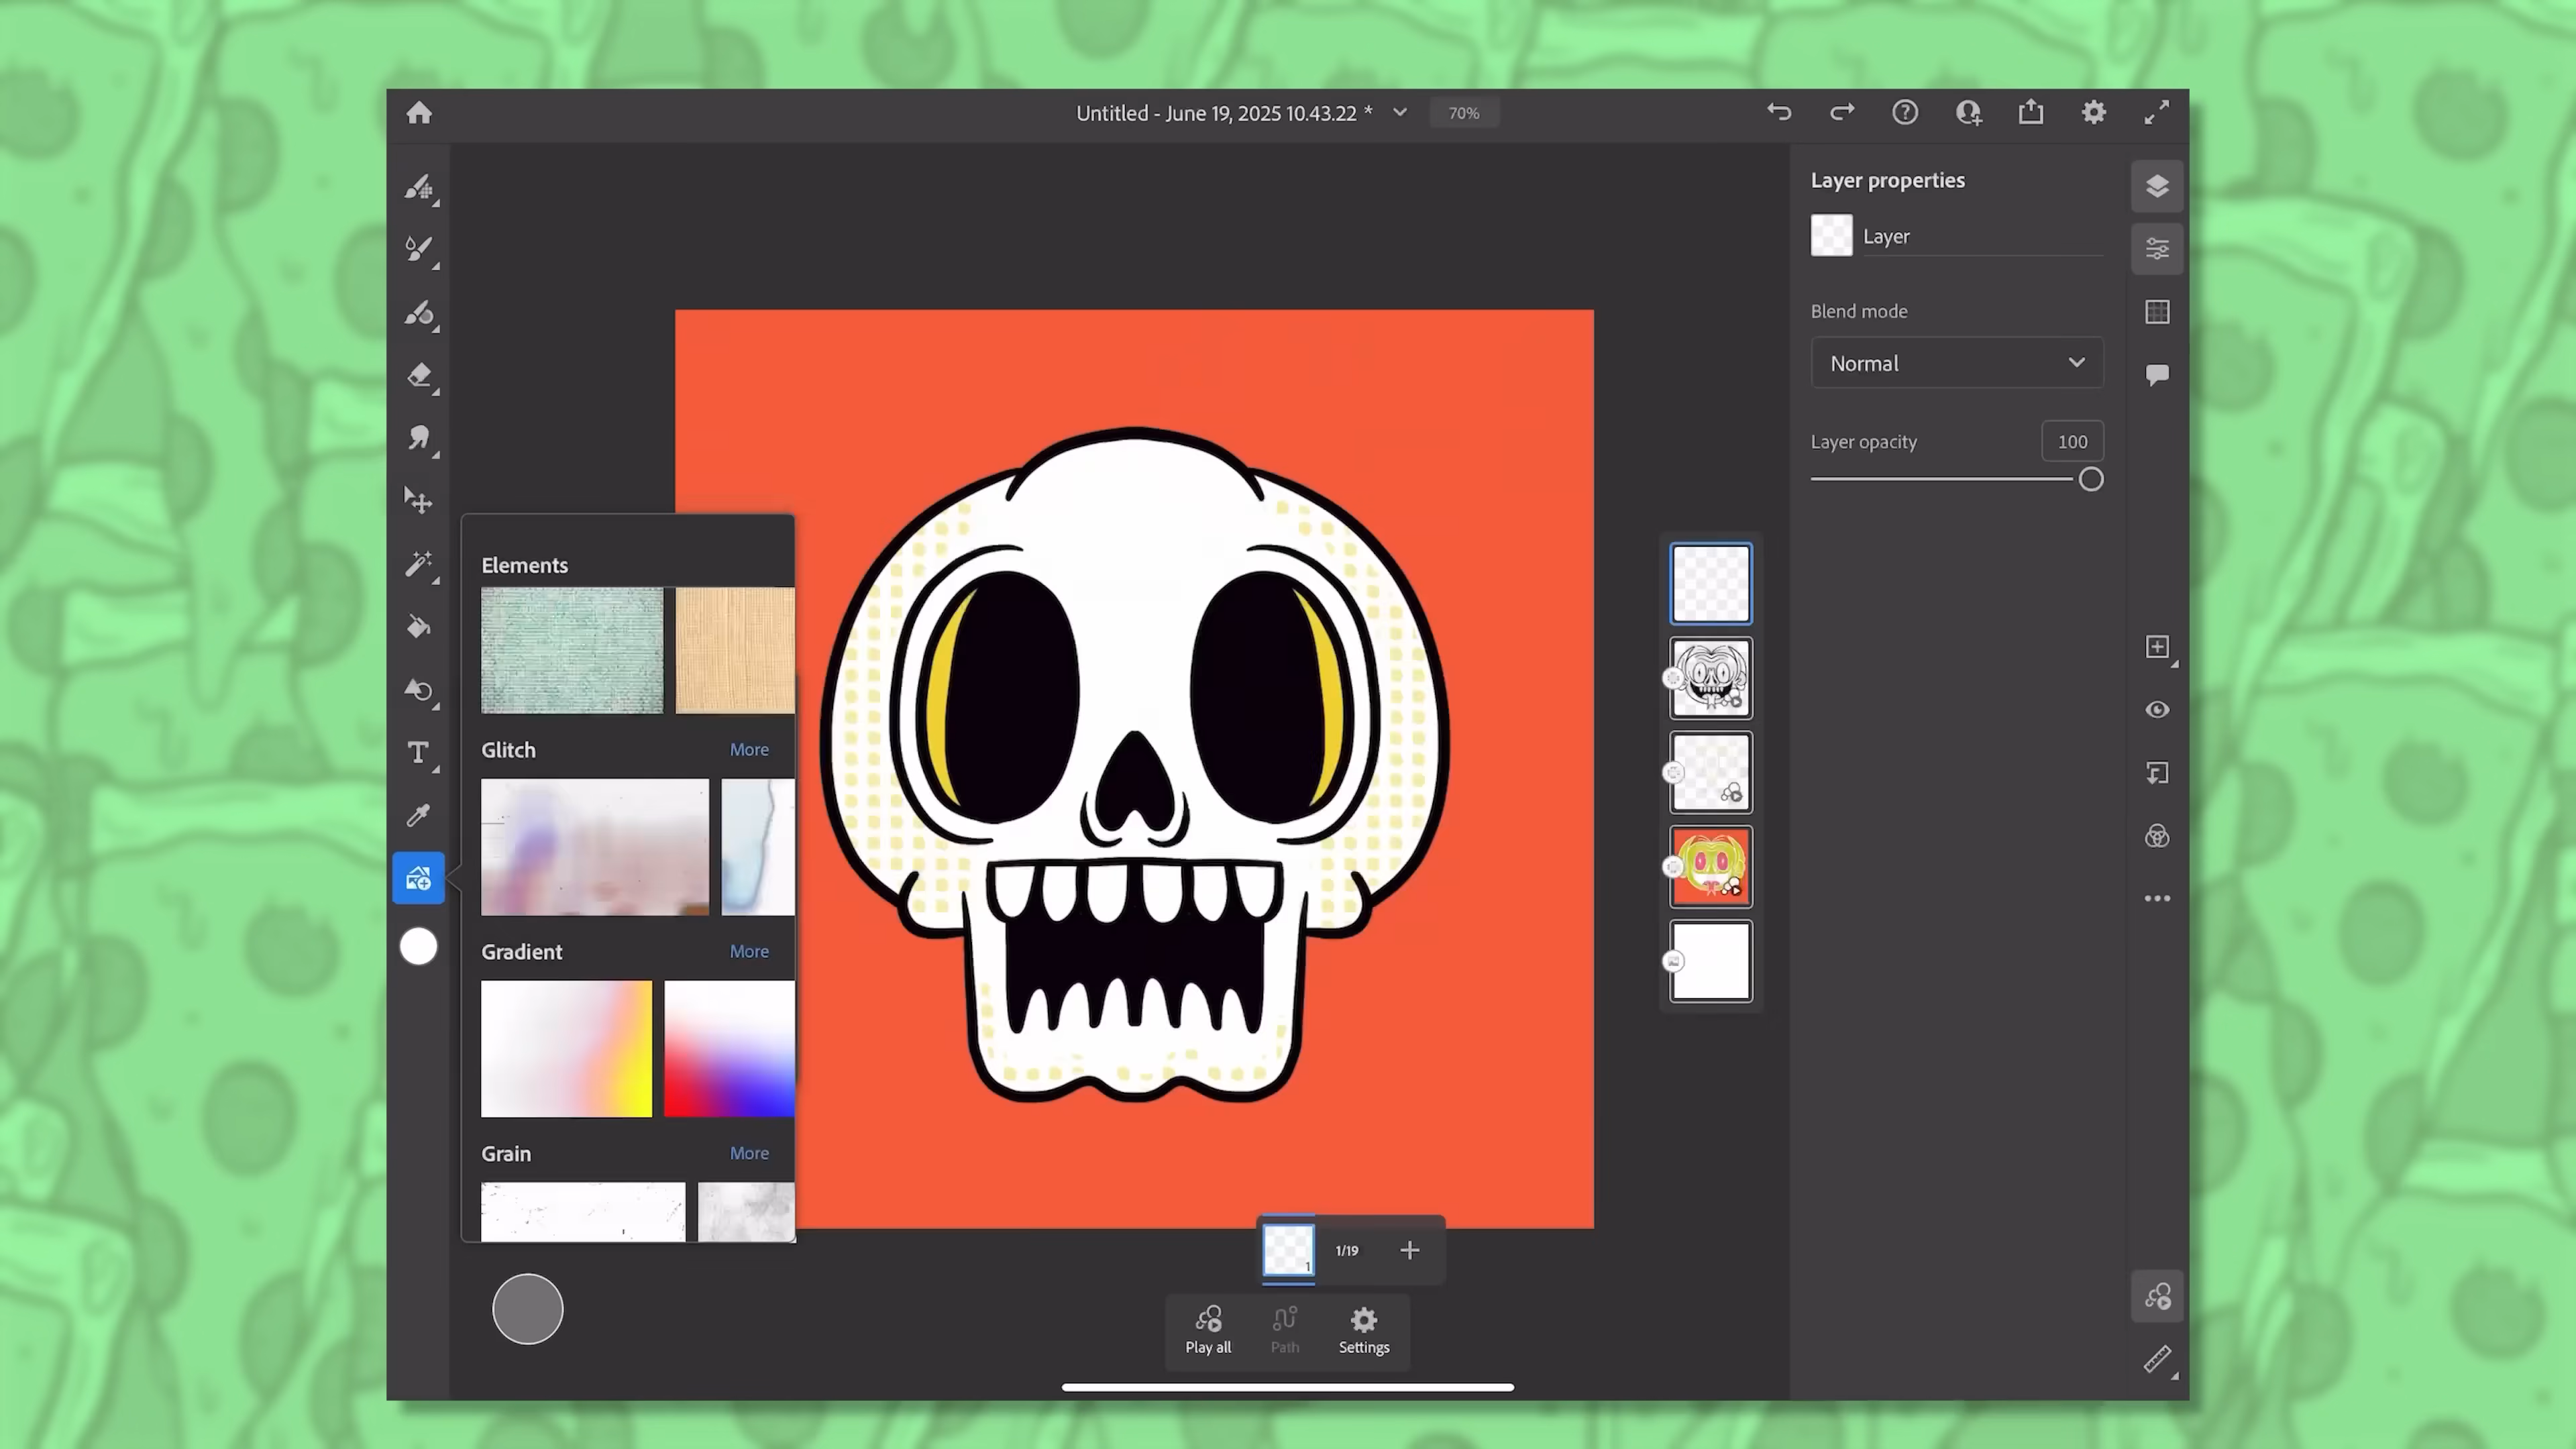 Untitled - June 19, 2025 10.43.22 *
70%
Layer properties
Layer
Blend mode
Normal
Layer opacity
100
Elements
Glitch
More
Gradient
More
Grain
More
1
1/19
Play all
Path
Settings